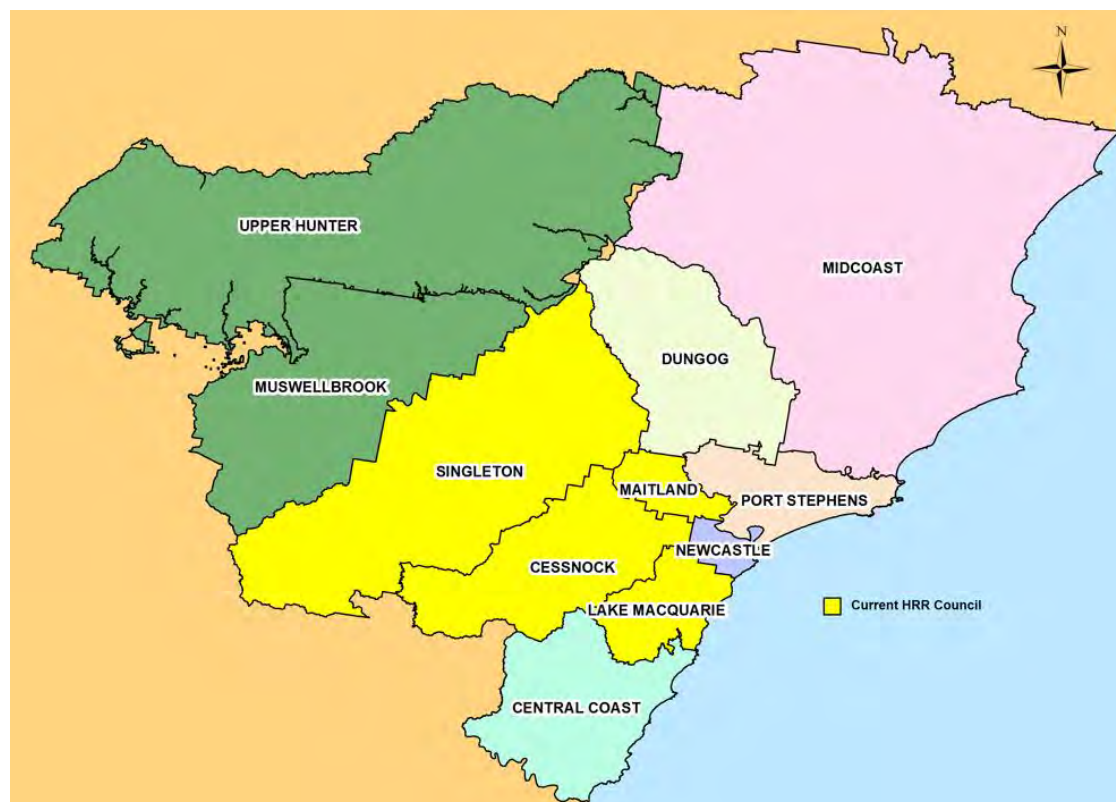 N
UPPER HUNTER
MIDCOAST
DUNGOG
MUSWELLBROOK
SINGLETON
MAITLAND
PORT STEPHENS
NEWCASTLE
CESSNOCK
LAKE MACQUARIE
Current HRR Council
CENTRAL COAST